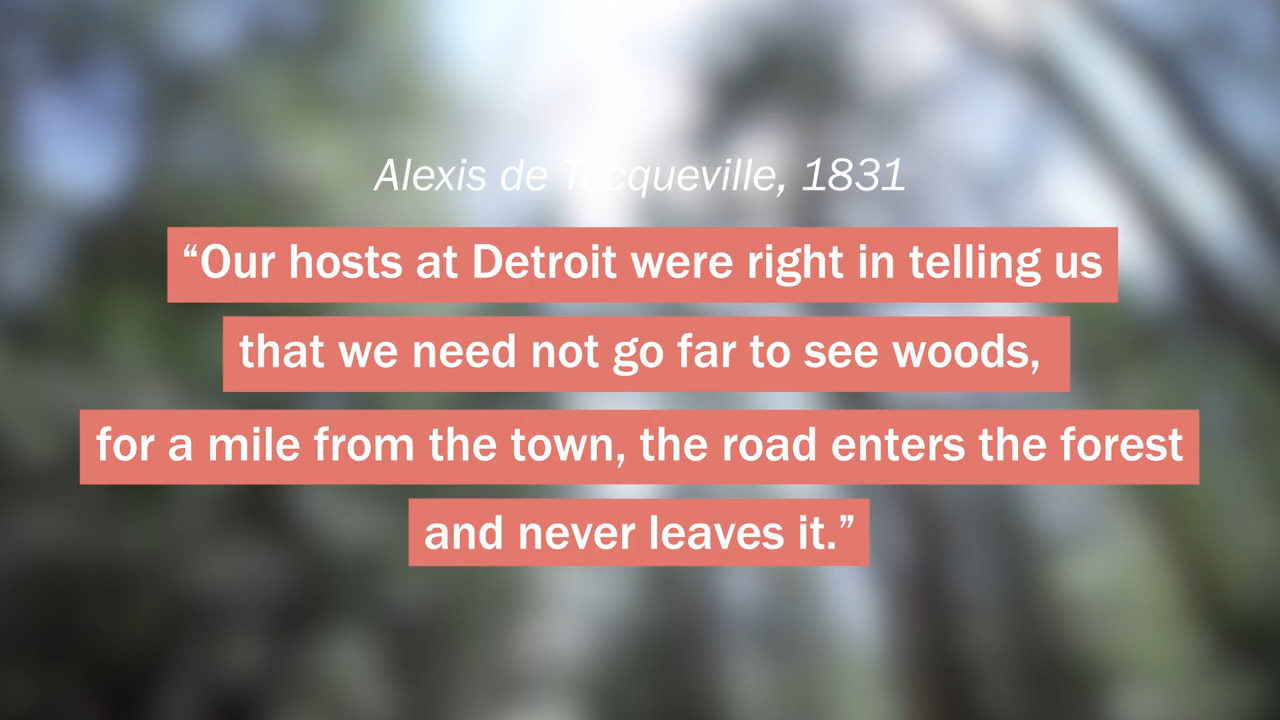 Alexis de Tocqueville, 1831
“Our hosts at Detroit were right in telling us
that we need not go far to see woods,
for a mile from the town, the road enters the forest
and never leaves it.”